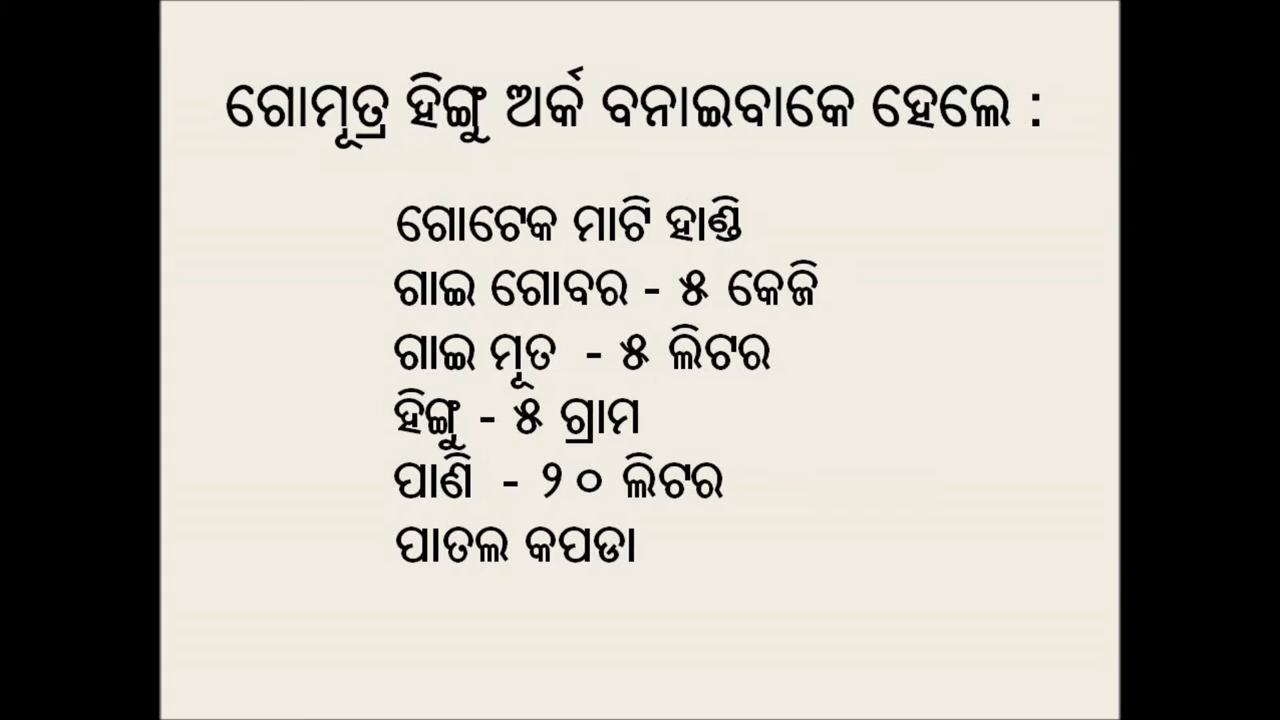 ଗୋମୂତ୍ର ହିଙ୍ଗୁ ଅର୍କ ବନାଇବାକେ ହେଲେ :
ଗୋଟେକ ମାଟି ହାଣ୍ଡି
ଗାଇ ଗୋବର - ୫ କେଜି
ଗାଇ ମୂତ - ୫ ଲିଟର
ହିଙ୍ଗୁ - ୫ ଗ୍ରାମ
ପାଣି - ୨୦ ଲିଟର
ପାତଲ କପଡା